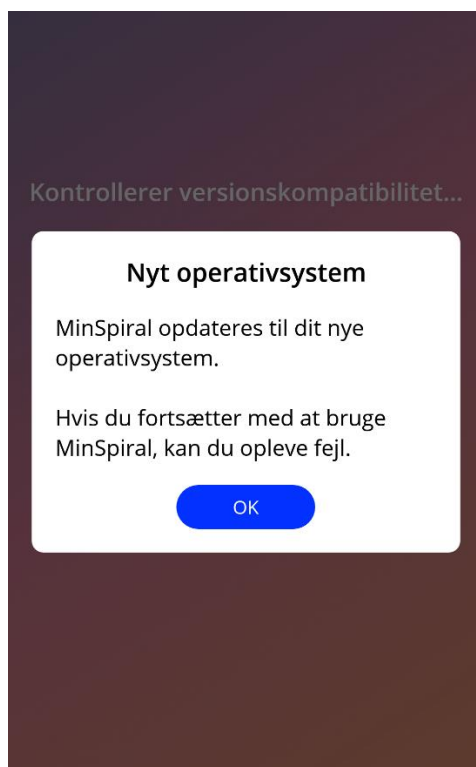 Kontrollerer versionskompatibilitet...
Nyt operativsystem
MinSpiral opdateres til dit nye
operativsystem.
Hvis du fortsætter med at bruge
MinSpiral, kan du opleve fejl.
OK